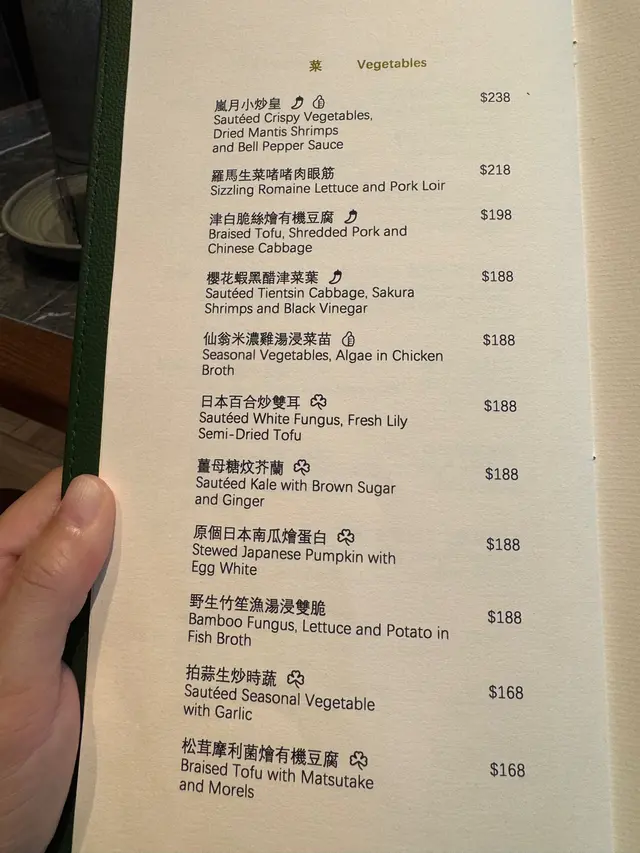 菜 Vegetables
嵐月小炒皇 $238
Sautéed Crispy Vegetables,
Dried Mantis Shrimps
and Bell Pepper Sauce
羅馬生菜啫啫肉眼筋 $218
Sizzling Romaine Lettuce and Pork Loir
津白脆絲燴有機豆腐 $198
Braised Tofu, Shredded Pork and
Chinese Cabbage
櫻花蝦黑醋津菜葉 $188
Sautéed Tientsin Cabbage, Sakura
Shrimps and Black Vinegar
仙翁米濃雞湯浸菜苗 $188
Seasonal Vegetables, Algae in Chicken
Broth
日本百合炒雙耳 $188
Sautéed White Fungus, Fresh Lily
Semi-Dried Tofu
薑母糖炆芥蘭 $188
Sautéed Kale with Brown Sugar
and Ginger
原個日本南瓜燴蛋白 $188
Stewed Japanese Pumpkin with
Egg White
野生竹笙漁湯浸雙脆 $188
Bamboo Fungus, Lettuce and Potato in
Fish Broth
拍蒜生炒時蔬 $168
Sautéed Seasonal Vegetable
with Garlic
松茸摩利菌燴有機豆腐 $168
Braised Tofu with Matsutake
and Morels